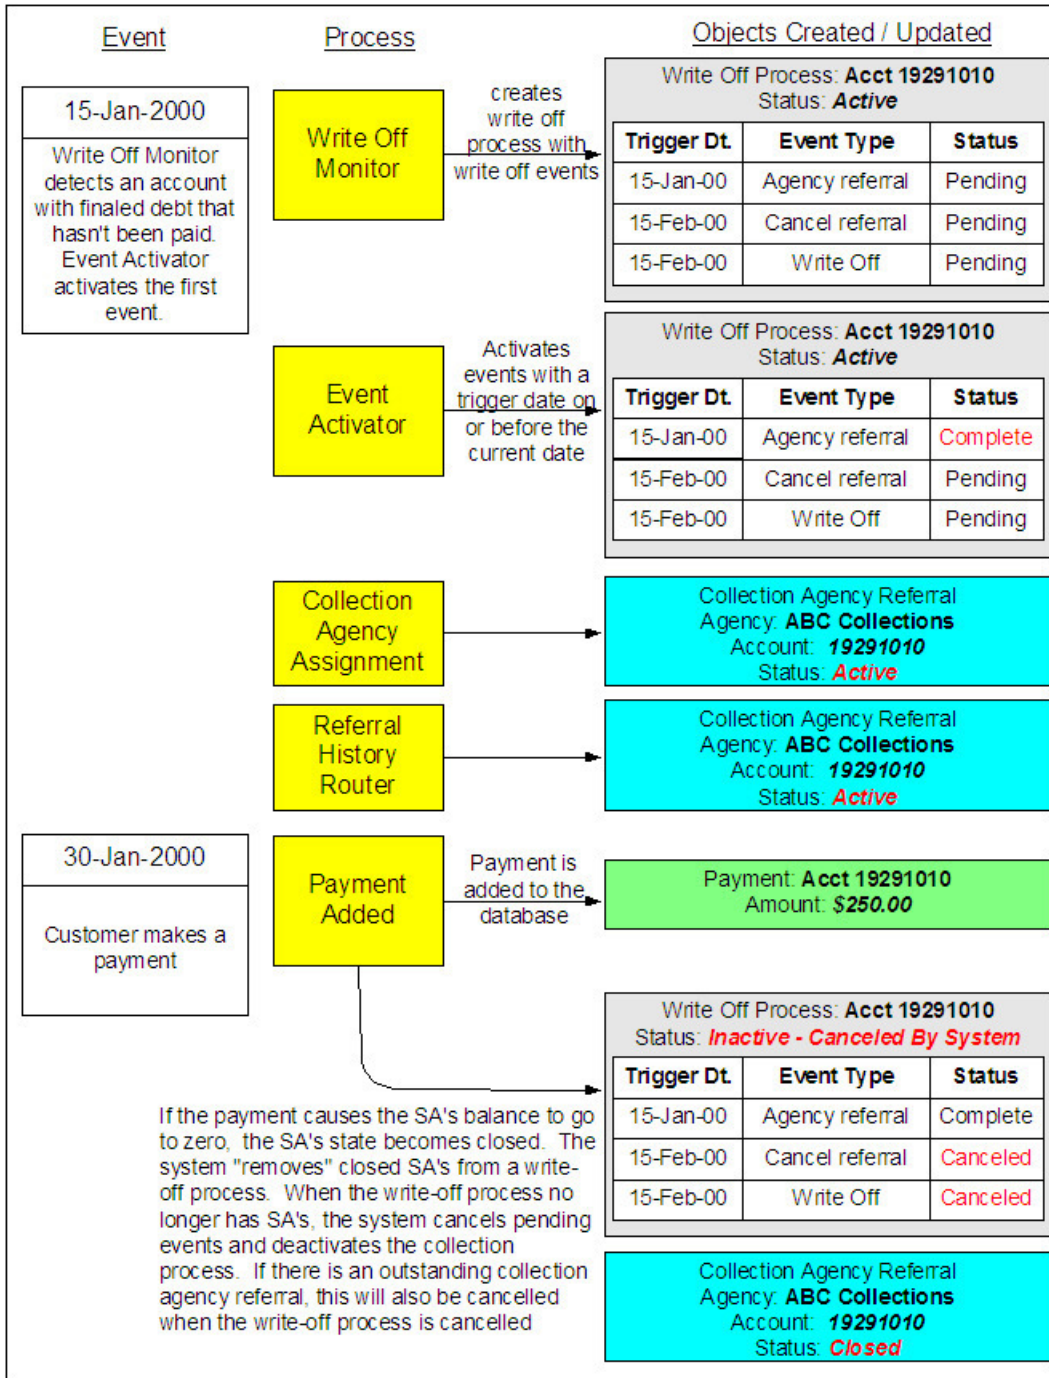 Event
Process
Objects Created / Updated
15-Jan-2000
Write Off Monitor
detects an account
with finaled debt that
hasn't been paid.
Event Activator
activates the first
event.
Write Off
Monitor
creates
write off
process with
write off events
Write Off Process: Acct 19291010
Status: Active
Trigger Dt. Event Type Status
15-Jan-00 Agency referral Pending
15-Feb-00 Cancel referral Pending
15-Feb-00 Write Off Pending
Event
Activator
Activates
events with a
trigger date on
or before the
current date
Write Off Process: Acct 19291010
Status: Active
Trigger Dt. Event Type Status
15-Jan-00 Agency referral Complete
15-Feb-00 Cancel referral Pending
15-Feb-00 Write Off Pending
Collection
Agency
Assignment
Collection Agency Referral
Agency: ABC Collections
Account: 19291010
Status: Active
Referral
History
Router
Collection Agency Referral
Agency: ABC Collections
Account: 19291010
Status: Active
30-Jan-2000
Customer makes a
payment
Payment
Added
Payment is
added to the
database
Payment: Acct 19291010
Amount: $250.00
Write Off Process: Acct 19291010
Status: Inactive - Canceled By System
Trigger Dt. Event Type Status
15-Jan-00 Agency referral Complete
15-Feb-00 Cancel referral Canceled
15-Feb-00 Write Off Canceled
If the payment causes the SA's balance to go
to zero, the SA's state becomes closed. The
system "removes" closed SA's from a write-
off process. When the write-off process no
longer has SA's, the system cancels pending
events and deactivates the collection
process. If there is an outstanding collection
agency referral, this will also be cancelled
when the write-off process is cancelled
Collection Agency Referral
Agency: ABC Collections
Account: 19291010
Status: Closed